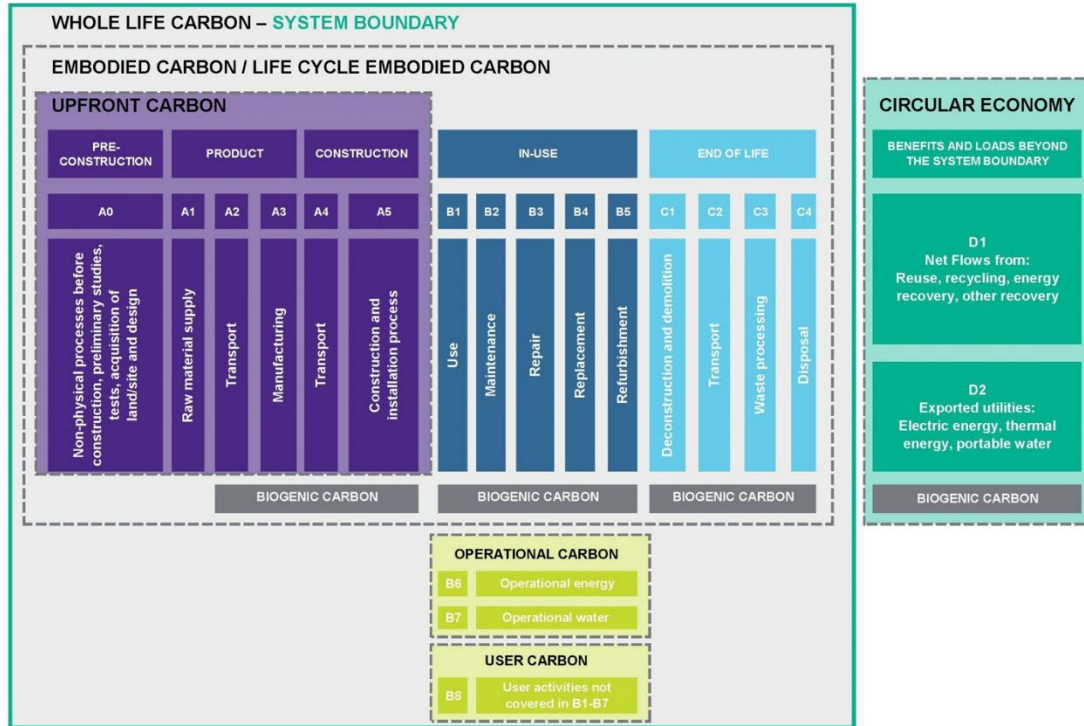 WHOLE LIFE CARBON – SYSTEM BOUNDARY
EMBODIED CARBON / LIFE CYCLE EMBODIED CARBON
UPFRONT CARBON
PRE-
CONSTRUCTION
PRODUCT
CONSTRUCTION
IN-USE
END OF LIFE
A0
A1
A2
A3
A4
A5
B1
B2
B3
B4
B5
C1
C2
C3
C4
Non-physical processes before
construction, preliminary studies,
tests, acquisition of
land/site and design
Raw material supply
Transport
Manufacturing
Transport
Construction and
installation process
Use
Maintenance
Repair
Replacement
Refurbishment
Deconstruction and demolition
Transport
Waste processing
Disposal
BIOGENIC CARBON
BIOGENIC CARBON
BIOGENIC CARBON
OPERATIONAL CARBON
B6
Operational energy
B7
Operational water
USER CARBON
B8
User activities not
covered in B1-B7
CIRCULAR ECONOMY
BENEFITS AND LOADS BEYOND
THE SYSTEM BOUNDARY
D1
Net Flows from:
Reuse, recycling, energy
recovery, other recovery
D2
Exported utilities:
Electric energy, thermal
energy, portable water
BIOGENIC CARBON